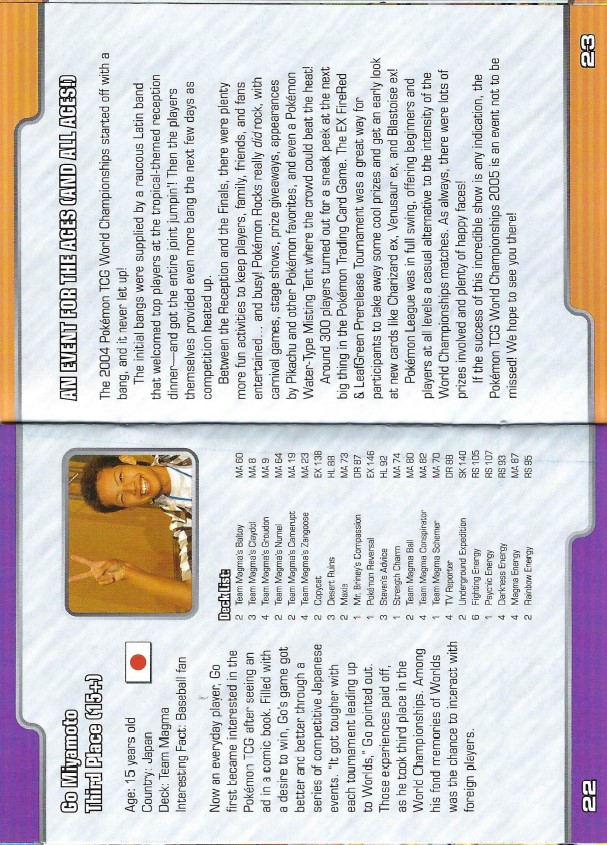 Go Miyamoto
Third Place (15+)
Age: 15 years old
Country: Japan
Deck: Team Magma
Interesting Fact: Baseball fan
Now an everyday player, Go
first became interested in the
Pokémon TCG after seeing an
ad in a comic book. Filled with
a desire to win, Go's game got
better and better through a
series of competitive Japanese
events. "It got tougher with
each tournament leading up
to Worlds," Go pointed out.
Those experiences paid off,
as he took third place in the
World Championships. Among
his fond memories of Worlds
was the chance to interact with
foreign players.
Deck List:
2 Team Magma's Baltoy MA 60
3 Team Magma's Claydol MA 8
4 Team Magma's Groudon MA 9
2 Team Magma's Numel MA 64
2 Team Magma's Camerupt MA 19
4 Team Magma's Zangoose MA 23
2 Copycat EX 138
3 Desert Ruins HL 88
2 Maxie MA 73
1 Mr. Briney's Compassion DR 87
1 Pokémon Reversal EX 146
3 Steven's Advice HL 92
1 Strength Charm MA 74
2 Team Magma Ball MA 80
4 Team Magma Conspirator MA 82
1 Team Magma Schemer MA 70
4 TV Reporter DR 88
2 Underground Expedition SK 140
6 Fighting Energy RS 105
1 Psychic Energy RS 107
4 Darkness Energy RS 93
4 Magma Energy MA 87
2 Rainbow Energy RS 95
22
AN EVENT FOR THE AGES (AND ALL AGES!)
The 2004 Pokémon TCG World Championships started off with a
bang, and it never let up!
The initial bangs were supplied by a raucous Latin band
that welcomed top players at the tropical-themed reception
dinner—and got the entire joint jumpin'! Then the players
themselves provided even more bang the next few days as
competition heated up.
Between the Reception and the Finals, there were plenty
more fun activities to keep players, family, friends, and fans
entertained... and busy! Pokémon Rocks really did rock, with
carnival games, stage shows, prize giveaways, appearances
by Pikachu and other Pokémon favorites, and even a Pokémon
Water-Type Misting Tent where the crowd could beat the heat!
Around 300 players turned out for a sneak peek at the next
big thing in the Pokémon Trading Card Game. The EX FireRed
& LeafGreen Prerelease Tournament was a great way for
participants to take away some cool prizes and get an early look
at new cards like Charizard ex, Venusaur ex, and Blastoise ex!
Pokémon League was in full swing, offering beginners and
players at all levels a casual alternative to the intensity of the
World Championships matches. As always, there were lots of
prizes involved and plenty of happy faces!
If the success of this incredible show is any indication, the
Pokémon TCG World Championships 2005 is an event not to be
missed! We hope to see you there!
23